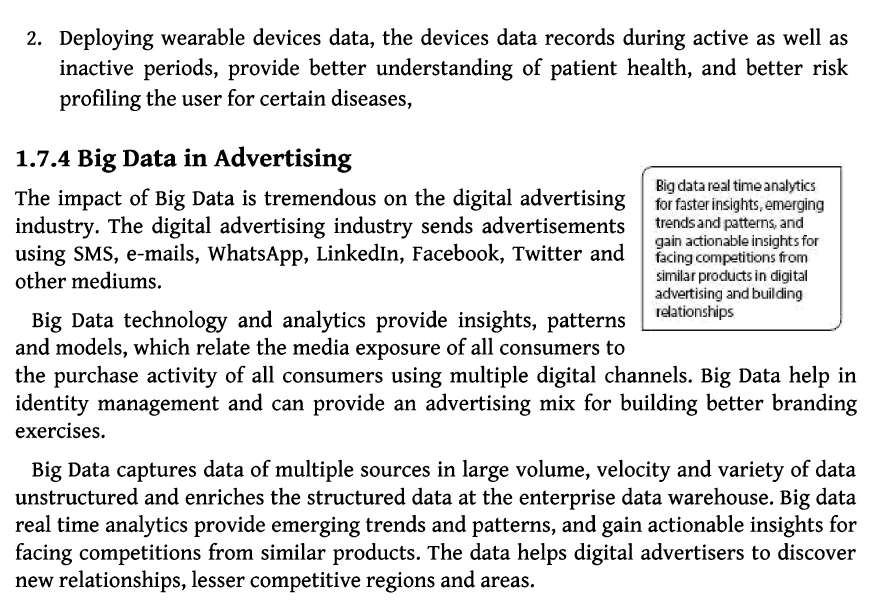 2. Deploying wearable devices data, the devices data records during active as well as
inactive periods, provide better understanding of patient health, and better risk
profiling the user for certain diseases,
1.7.4 Big Data in Advertising
The impact of Big Data is tremendous on the digital advertising
industry. The digital advertising industry sends advertisements
using SMS, e-mails, WhatsApp, LinkedIn, Facebook, Twitter and
other mediums.
Big data real time analytics
for faster insights, emerging
trends and patterns, and
gain actionable insights for
facing competitions from
similar products in digital
advertising and building
relationships
Big Data technology and analytics provide insights, patterns
and models, which relate the media exposure of all consumers to
the purchase activity of all consumers using multiple digital channels. Big Data help in
identity management and can provide an advertising mix for building better branding
exercises.
Big Data captures data of multiple sources in large volume, velocity and variety of data
unstructured and enriches the structured data at the enterprise data warehouse. Big data
real time analytics provide emerging trends and patterns, and gain actionable insights for
facing competitions from similar products. The data helps digital advertisers to discover
new relationships, lesser competitive regions and areas.